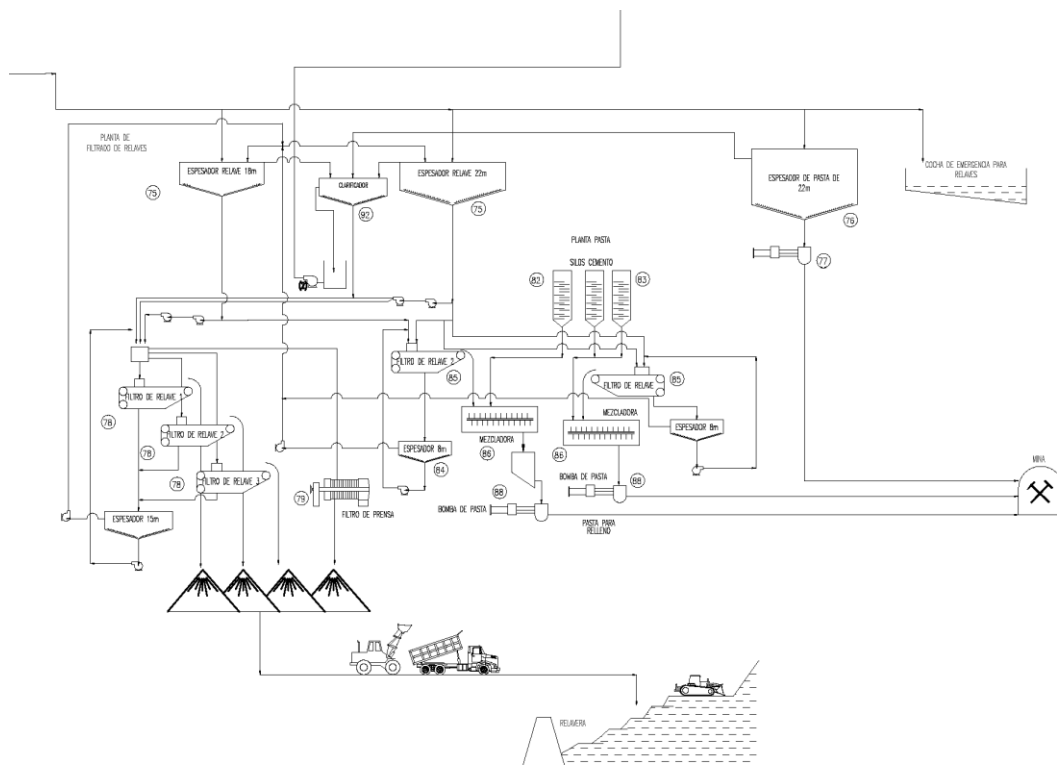 PLANTA DE
FILTRADO DE RELAVES
ESPESADOR RELAVE 18m
75
CLARIFICADOR
92
ESPESADOR RELAVE 22m
75
ESPESADOR DE PASTA DE
22m
76
COCHA DE EMERGENCIA PARA
RELAVES
77
PLANTA PASTA
SILOS CEMENTO
82
83
FILTRO DE RELAVE 2
85
FILTRO DE RELAVE
85
FILTRO DE RELAVE 1
78
FILTRO DE RELAVE 2
78
FILTRO DE RELAVE 3
78
MEZCLADORA
86
MEZCLADORA
86
ESPESADOR 8m
ESPESADOR 8m
84
79
FILTRO DE PRENSA
BOMBA DE PASTA
88
BOMBA DE PASTA
88
PASTA PARA
RELLENO
MINA
ESPESADOR 15m
RELAVERA